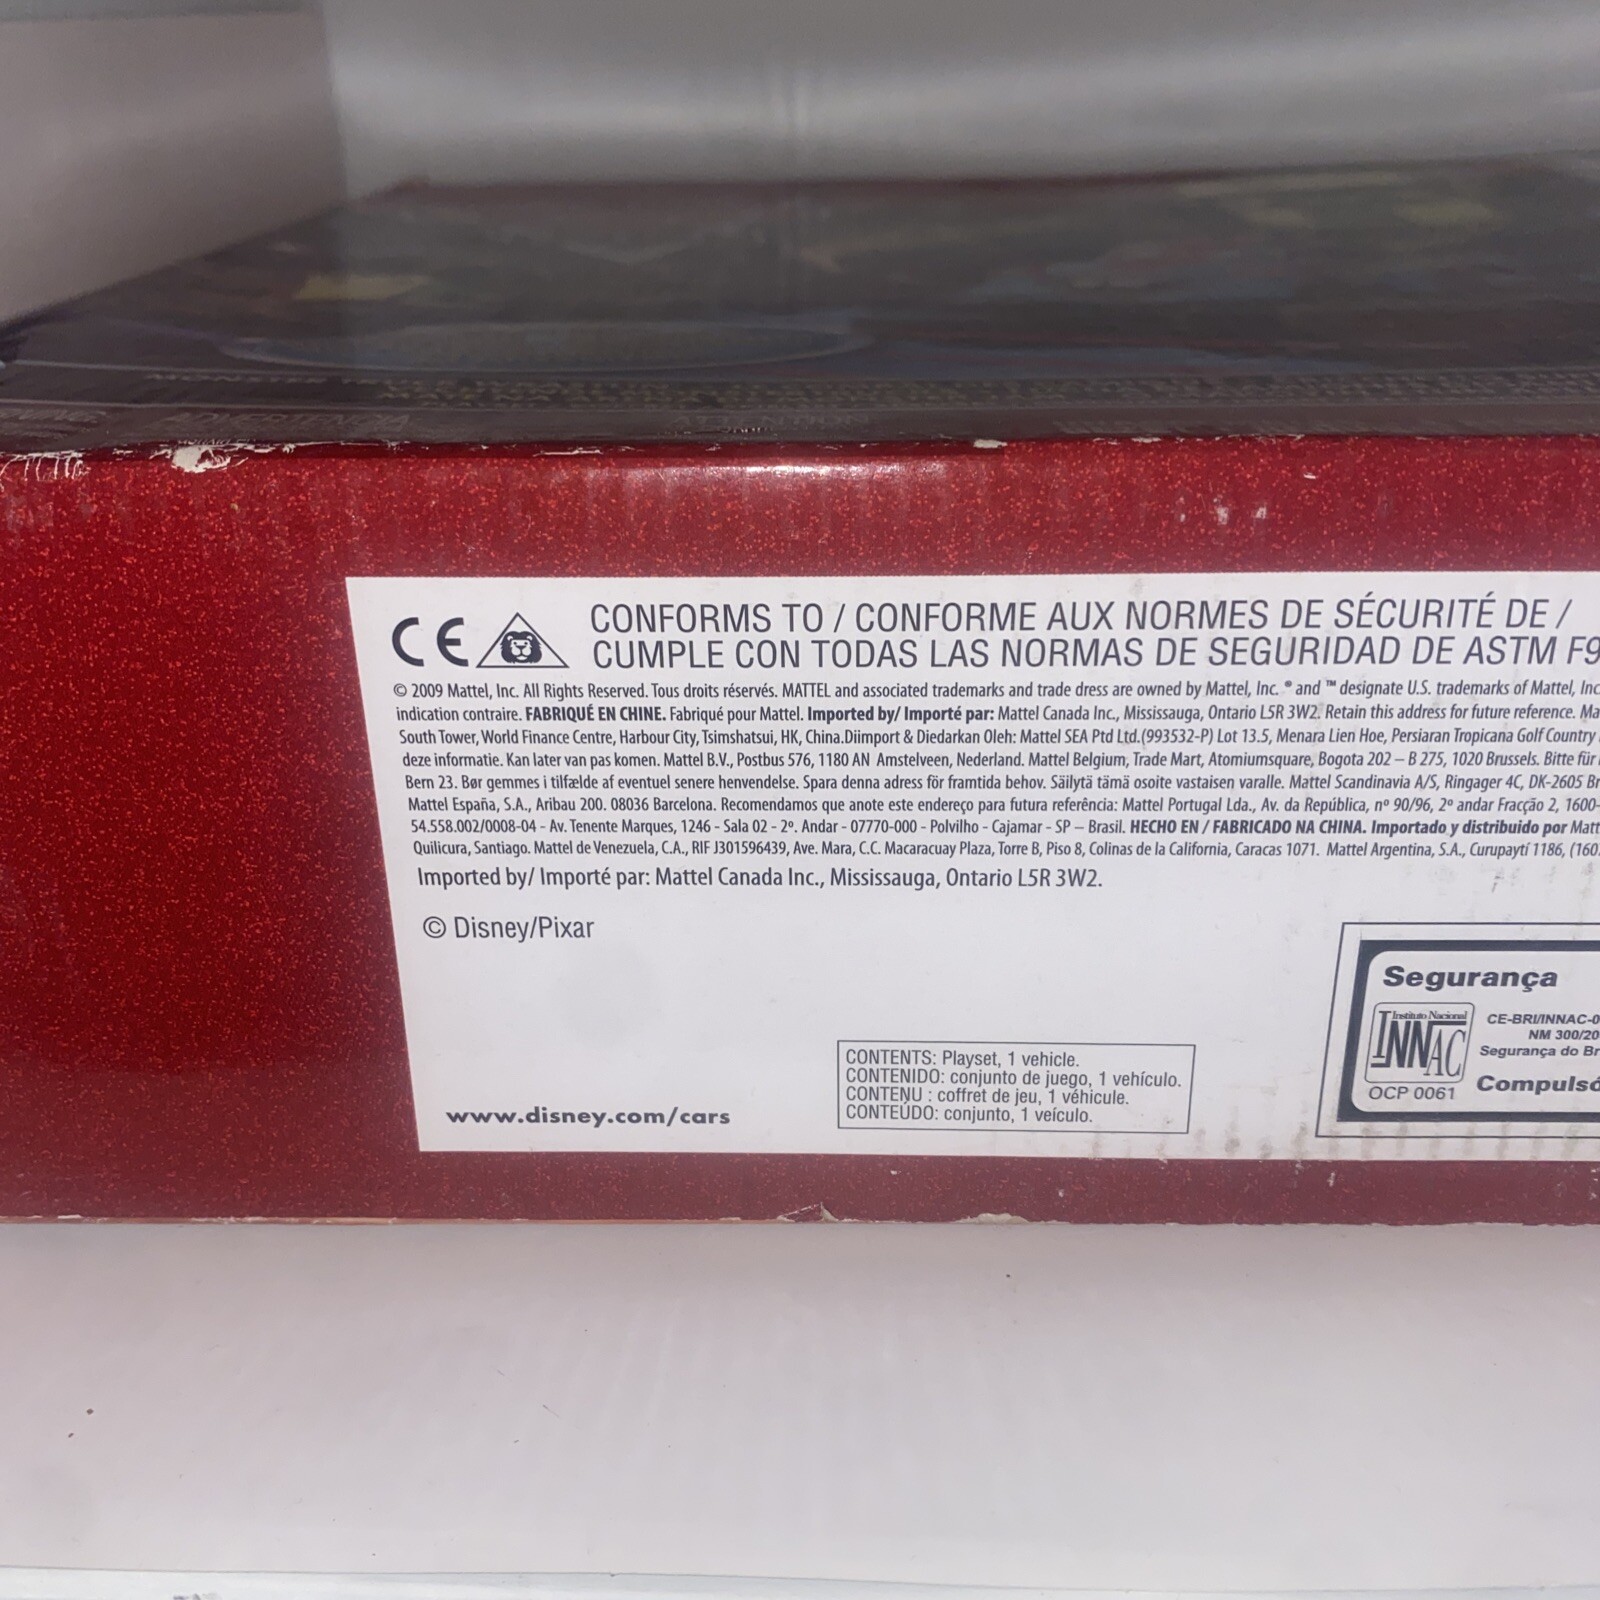 MONSTER
ADVERTENCIA
CE
CONFORMS TO / CONFORME AUX NORMES DE SÉCURITÉ DE /
CUMPLE CON TODAS LAS NORMAS DE SEGURIDAD DE ASTM F9
© 2009 Mattel, Inc. All Rights Reserved. Tous droits réservés. MATTEL and associated trademarks and trade dress are owned by Mattel, Inc. ® and ™ designate U.S. trademarks of Mattel, Inc
indication contraire. FABRIQUÉ EN CHINE. Fabriqué pour Mattel. Imported by/ Importé par: Mattel Canada Inc., Mississauga, Ontario L5R 3W2. Retain this address for future reference. Ma
South Tower, World Finance Centre, Harbour City, Tsimshatsui, HK, China.Diimport & Diedarkan Oleh: Mattel SEA Ptd Ltd.(993532-P) Lot 13.5, Menara Lien Hoe, Persiaran Tropicana Golf Country
deze informatie. Kan later van pas komen. Mattel B.V., Postbus 576, 1180 AN Amstelveen, Nederland. Mattel Belgium, Trade Mart, Atomiumsquare, Bogota 202 – B 275, 1020 Brussels. Bitte für
Bern 23. Bør gemmes i tilfælde af eventuel senere henvendelse. Spara denna adress för framtida behov. Säilytä tämä osoite vastaisen varalle. Mattel Scandinavia A/S, Ringager 4C, DK-2605 Br
Mattel España, S.A., Aribau 200. 08036 Barcelona. Recomendamos que anote este endereço para futura referência: Mattel Portugal Lda., Av. da República, nº 90/96, 2º andar Fracção 2, 1600-
54.558.002/0008-04 - Av. Tenente Marques, 1246 - Sala 02 - 2º. Andar - 07770-000 - Polvilho - Cajamar - SP – Brasil. HECHO EN / FABRICADO NA CHINA. Importado y distribuido por Matt
Quilicura, Santiago. Mattel de Venezuela, C.A., RIF J301596439, Ave. Mara, C.C. Macaracuay Plaza, Torre B, Piso 8, Colinas de la California, Caracas 1071. Mattel Argentina, S.A., Curupaytí 1186, (160
Imported by/ Importé par: Mattel Canada Inc., Mississauga, Ontario L5R 3W2.
© Disney/Pixar
www.disney.com/cars
CONTENTS: Playset, 1 vehicle.
CONTENIDO: conjunto de juego, 1 vehículo.
CONTENU : coffret de jeu, 1 véhicule.
CONTEÚDO: conjunto, 1 veículo.
Segurança
Instituto Nacional
INNAC
OCP 0061
CE-BRI/INNAC-0
NM 300/20
Segurança do Br
Compulsó